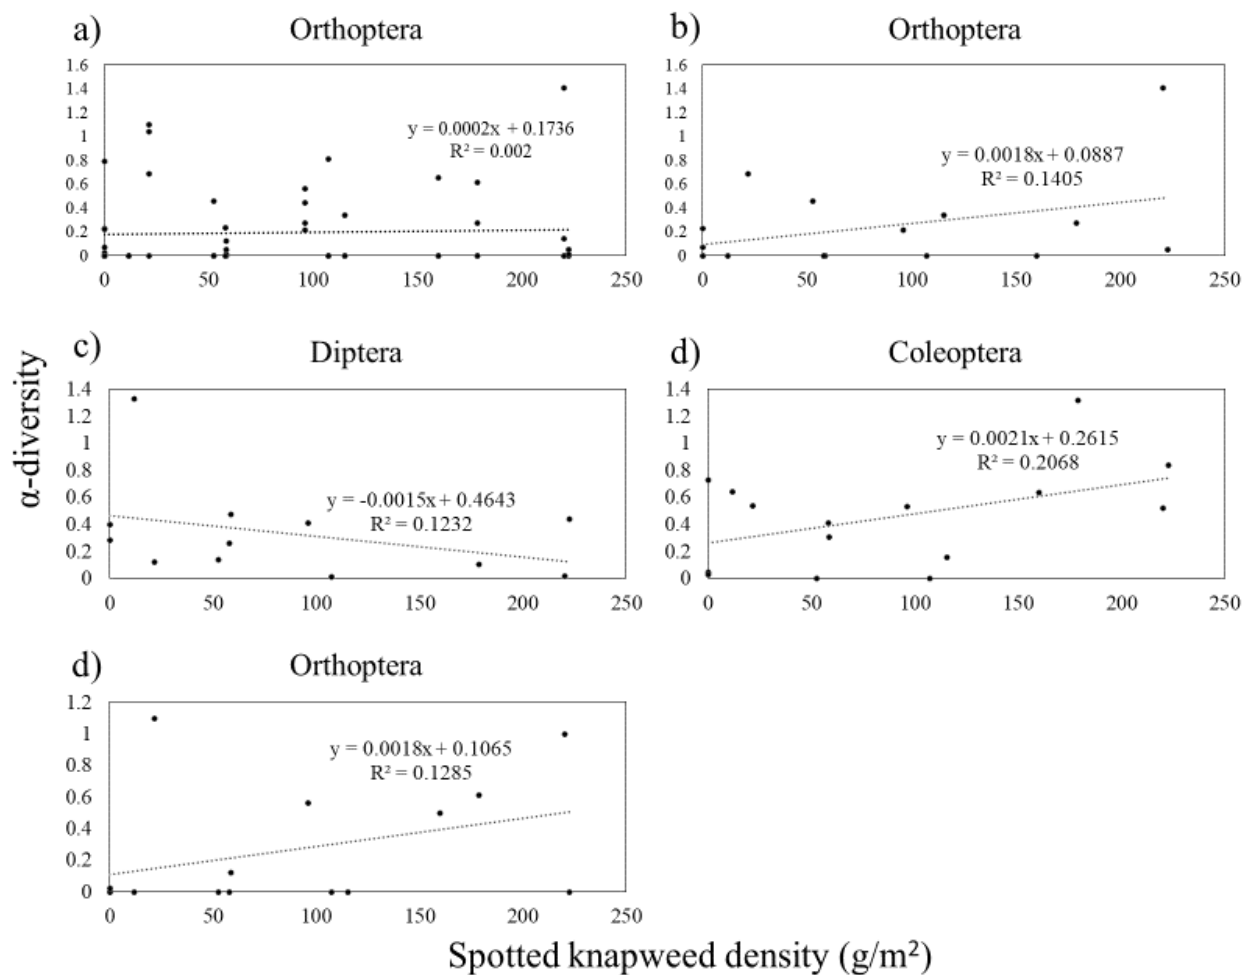 a) Orthoptera
1.6
1.4
1.2
1
0.8
0.6
0.4
0.2
0
y = 0.0002x + 0.1736
R² = 0.002
0 50 100 150 200 250
b) Orthoptera
1.6
1.4
1.2
1
0.8
0.6
0.4
0.2
0
y = 0.0018x + 0.0887
R² = 0.1405
0 50 100 150 200 250
α-diversity
c) Diptera
1.4
1.2
1
0.8
0.6
0.4
0.2
0
y = -0.0015x + 0.4643
R² = 0.1232
0 50 100 150 200 250
d) Coleoptera
1.4
1.2
1
0.8
0.6
0.4
0.2
0
y = 0.0021x + 0.2615
R² = 0.2068
0 50 100 150 200 250
d) Orthoptera
1.2
1
0.8
0.6
0.4
0.2
0
y = 0.0018x + 0.1065
R² = 0.1285
0 50 100 150 200 250
Spotted knapweed density (g/m²)